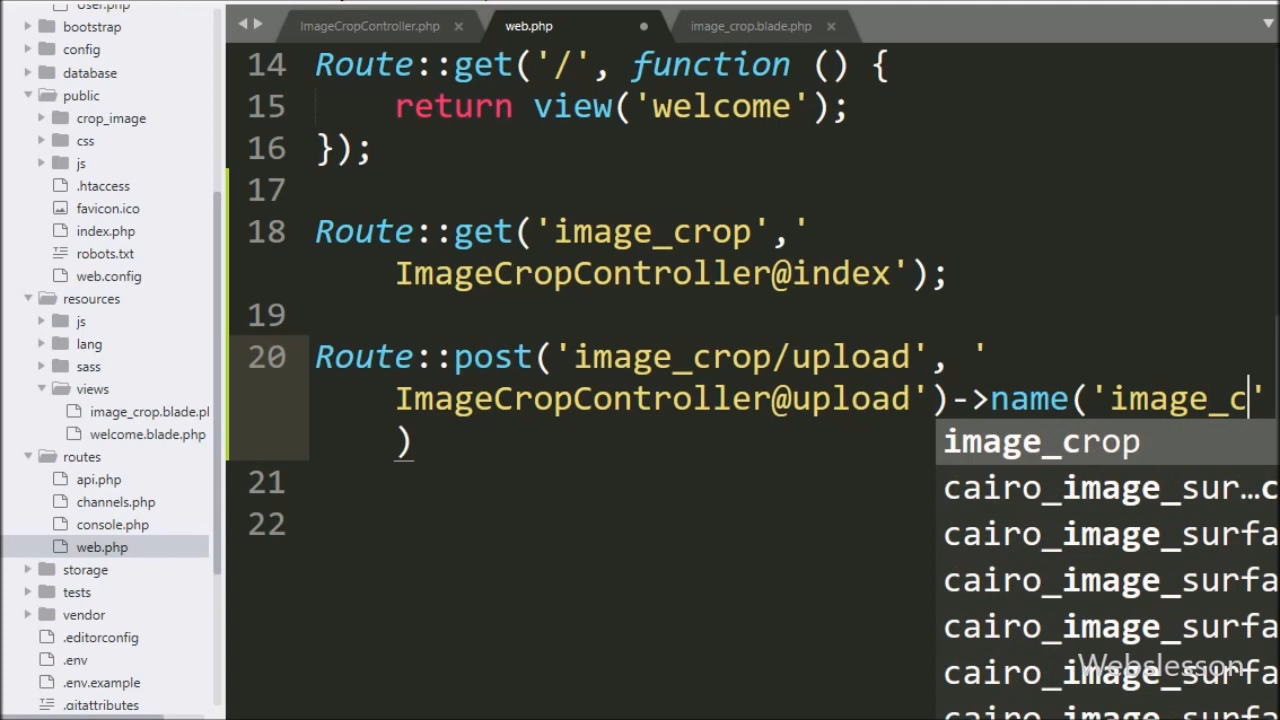 ImageCropController.php
web.php
image_crop.blade.php
User.php
bootstrap
config
database
public
crop_image
css
js
.htaccess
favicon.ico
index.php
robots.txt
web.config
resources
js
lang
sass
views
image_crop.blade.pl
welcome.blade.php
routes
api.php
channels.php
console.php
web.php
storage
tests
vendor
.editorconfig
.env
.env.example
.gitattributes
14 Route::get('/', function () {
15 return view('welcome');
16 });
17
18 Route::get('image_crop','
ImageCropController@index');
19
20 Route::post('image_crop/upload', '
ImageCropController@upload')->name('image_c'
)
21
22
image_crop
cairo_image_sur…c
cairo_image_surfa
cairo_image_surfa
cairo_image_surfa
cairo_image_surfa
Webslesson